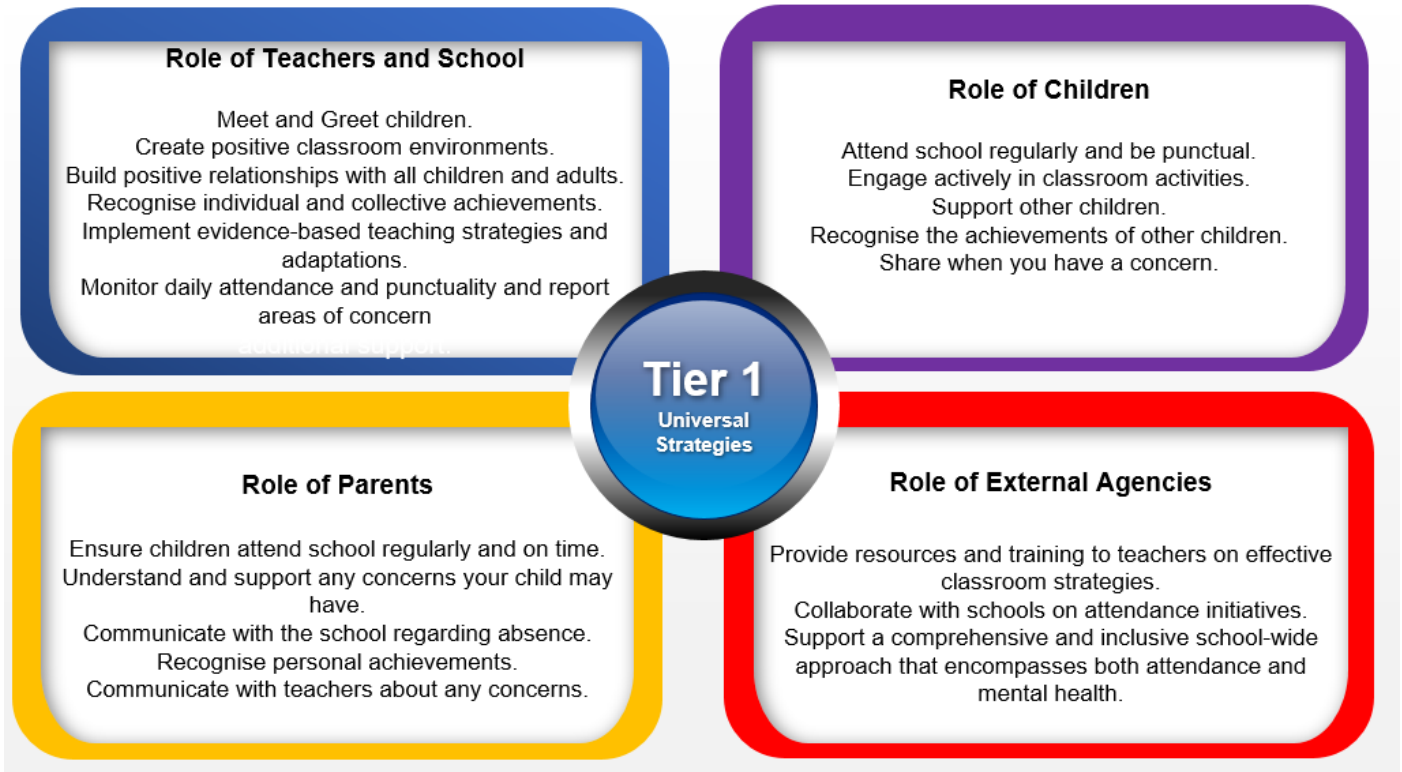 Role of Teachers and School
Meet and Greet children.
Create positive classroom environments.
Build positive relationships with all children and adults.
Recognise individual and collective achievements.
Implement evidence-based teaching strategies and
adaptations.
Monitor daily attendance and punctuality and report
areas of concern
additional support.
Role of Children
Attend school regularly and be punctual.
Engage actively in classroom activities.
Support other children.
Recognise the achievements of other children.
Share when you have a concern.
Tier 1
Universal
Strategies
Role of Parents
Ensure children attend school regularly and on time.
Understand and support any concerns your child may
have.
Communicate with the school regarding absence.
Recognise personal achievements.
Communicate with teachers about any concerns.
Role of External Agencies
Provide resources and training to teachers on effective
classroom strategies.
Collaborate with schools on attendance initiatives.
Support a comprehensive and inclusive school-wide
approach that encompasses both attendance and
mental health.